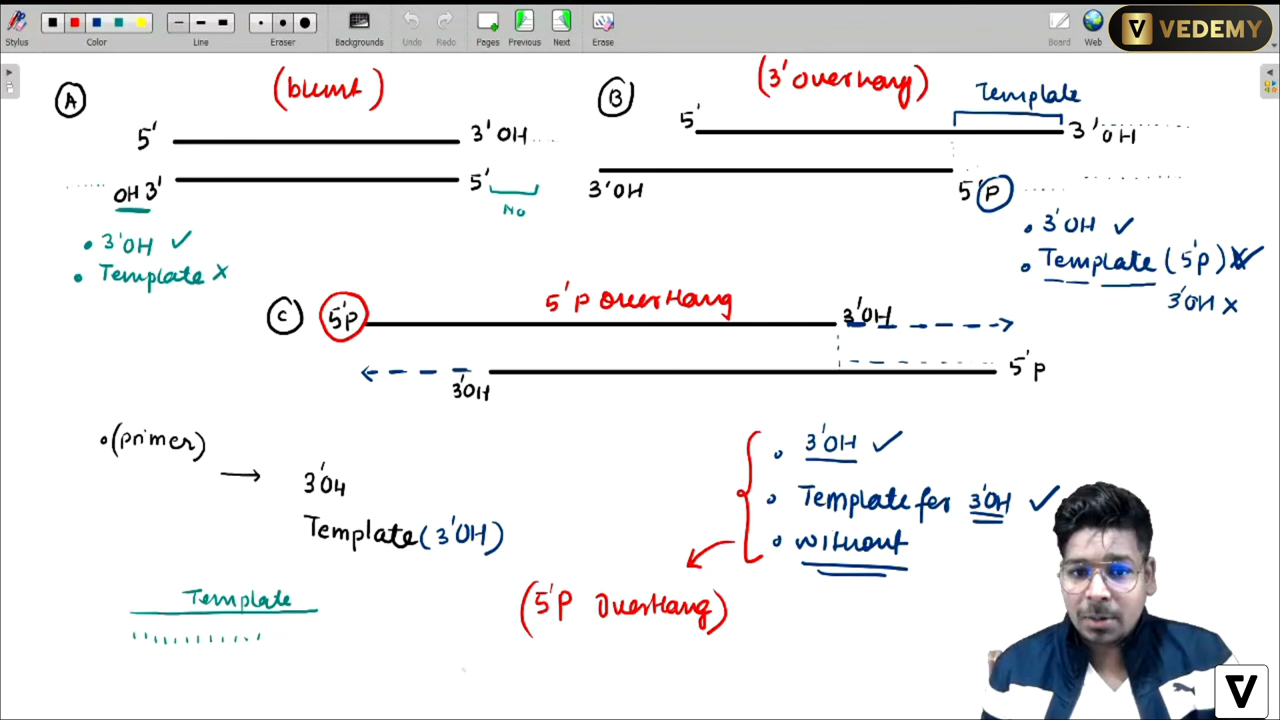 Stylus
Color
Line
Eraser
Backgrounds
Undo
Redo
Pages
Previous
Next
Erase
Board
Web
VEDEMY
A
(blunt)
5'
3'OH
OH 3'
5'
No
• 3'OH ✓
• Template ×
B
(3'overhang)
Template
5'
3'OH
3'OH
5'P
• 3'OH ✓
• Template (5'P)
3'OH ×
C
5'P
5'P overHang
3'OH
3'OH
5'P
• (primer)
→ 3'OH
Template (3'OH)
Template
• 3'OH ✓
• Template for 3'OH ✓
• without
(5'P OverHang)
V